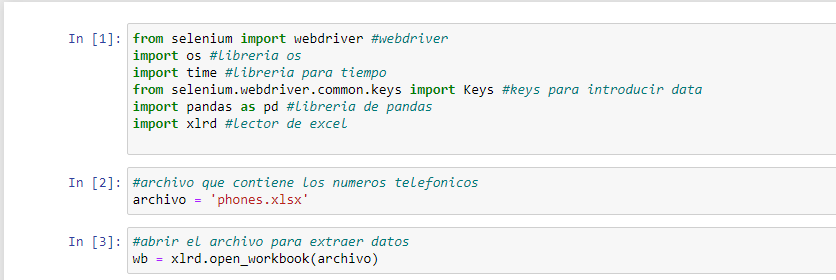 In [1]: from selenium import webdriver #webdriver
import os #libreria os
import time #libreria para tiempo
from selenium.webdriver.common.keys import Keys #keys para introducir data
import pandas as pd #libreria de pandas
import xlrd #lector de excel
In [2]: #archivo que contiene los numeros telefonicos
archivo = 'phones.xlsx'
In [3]: #abrir el archivo para extraer datos
wb = xlrd.open_workbook(archivo)